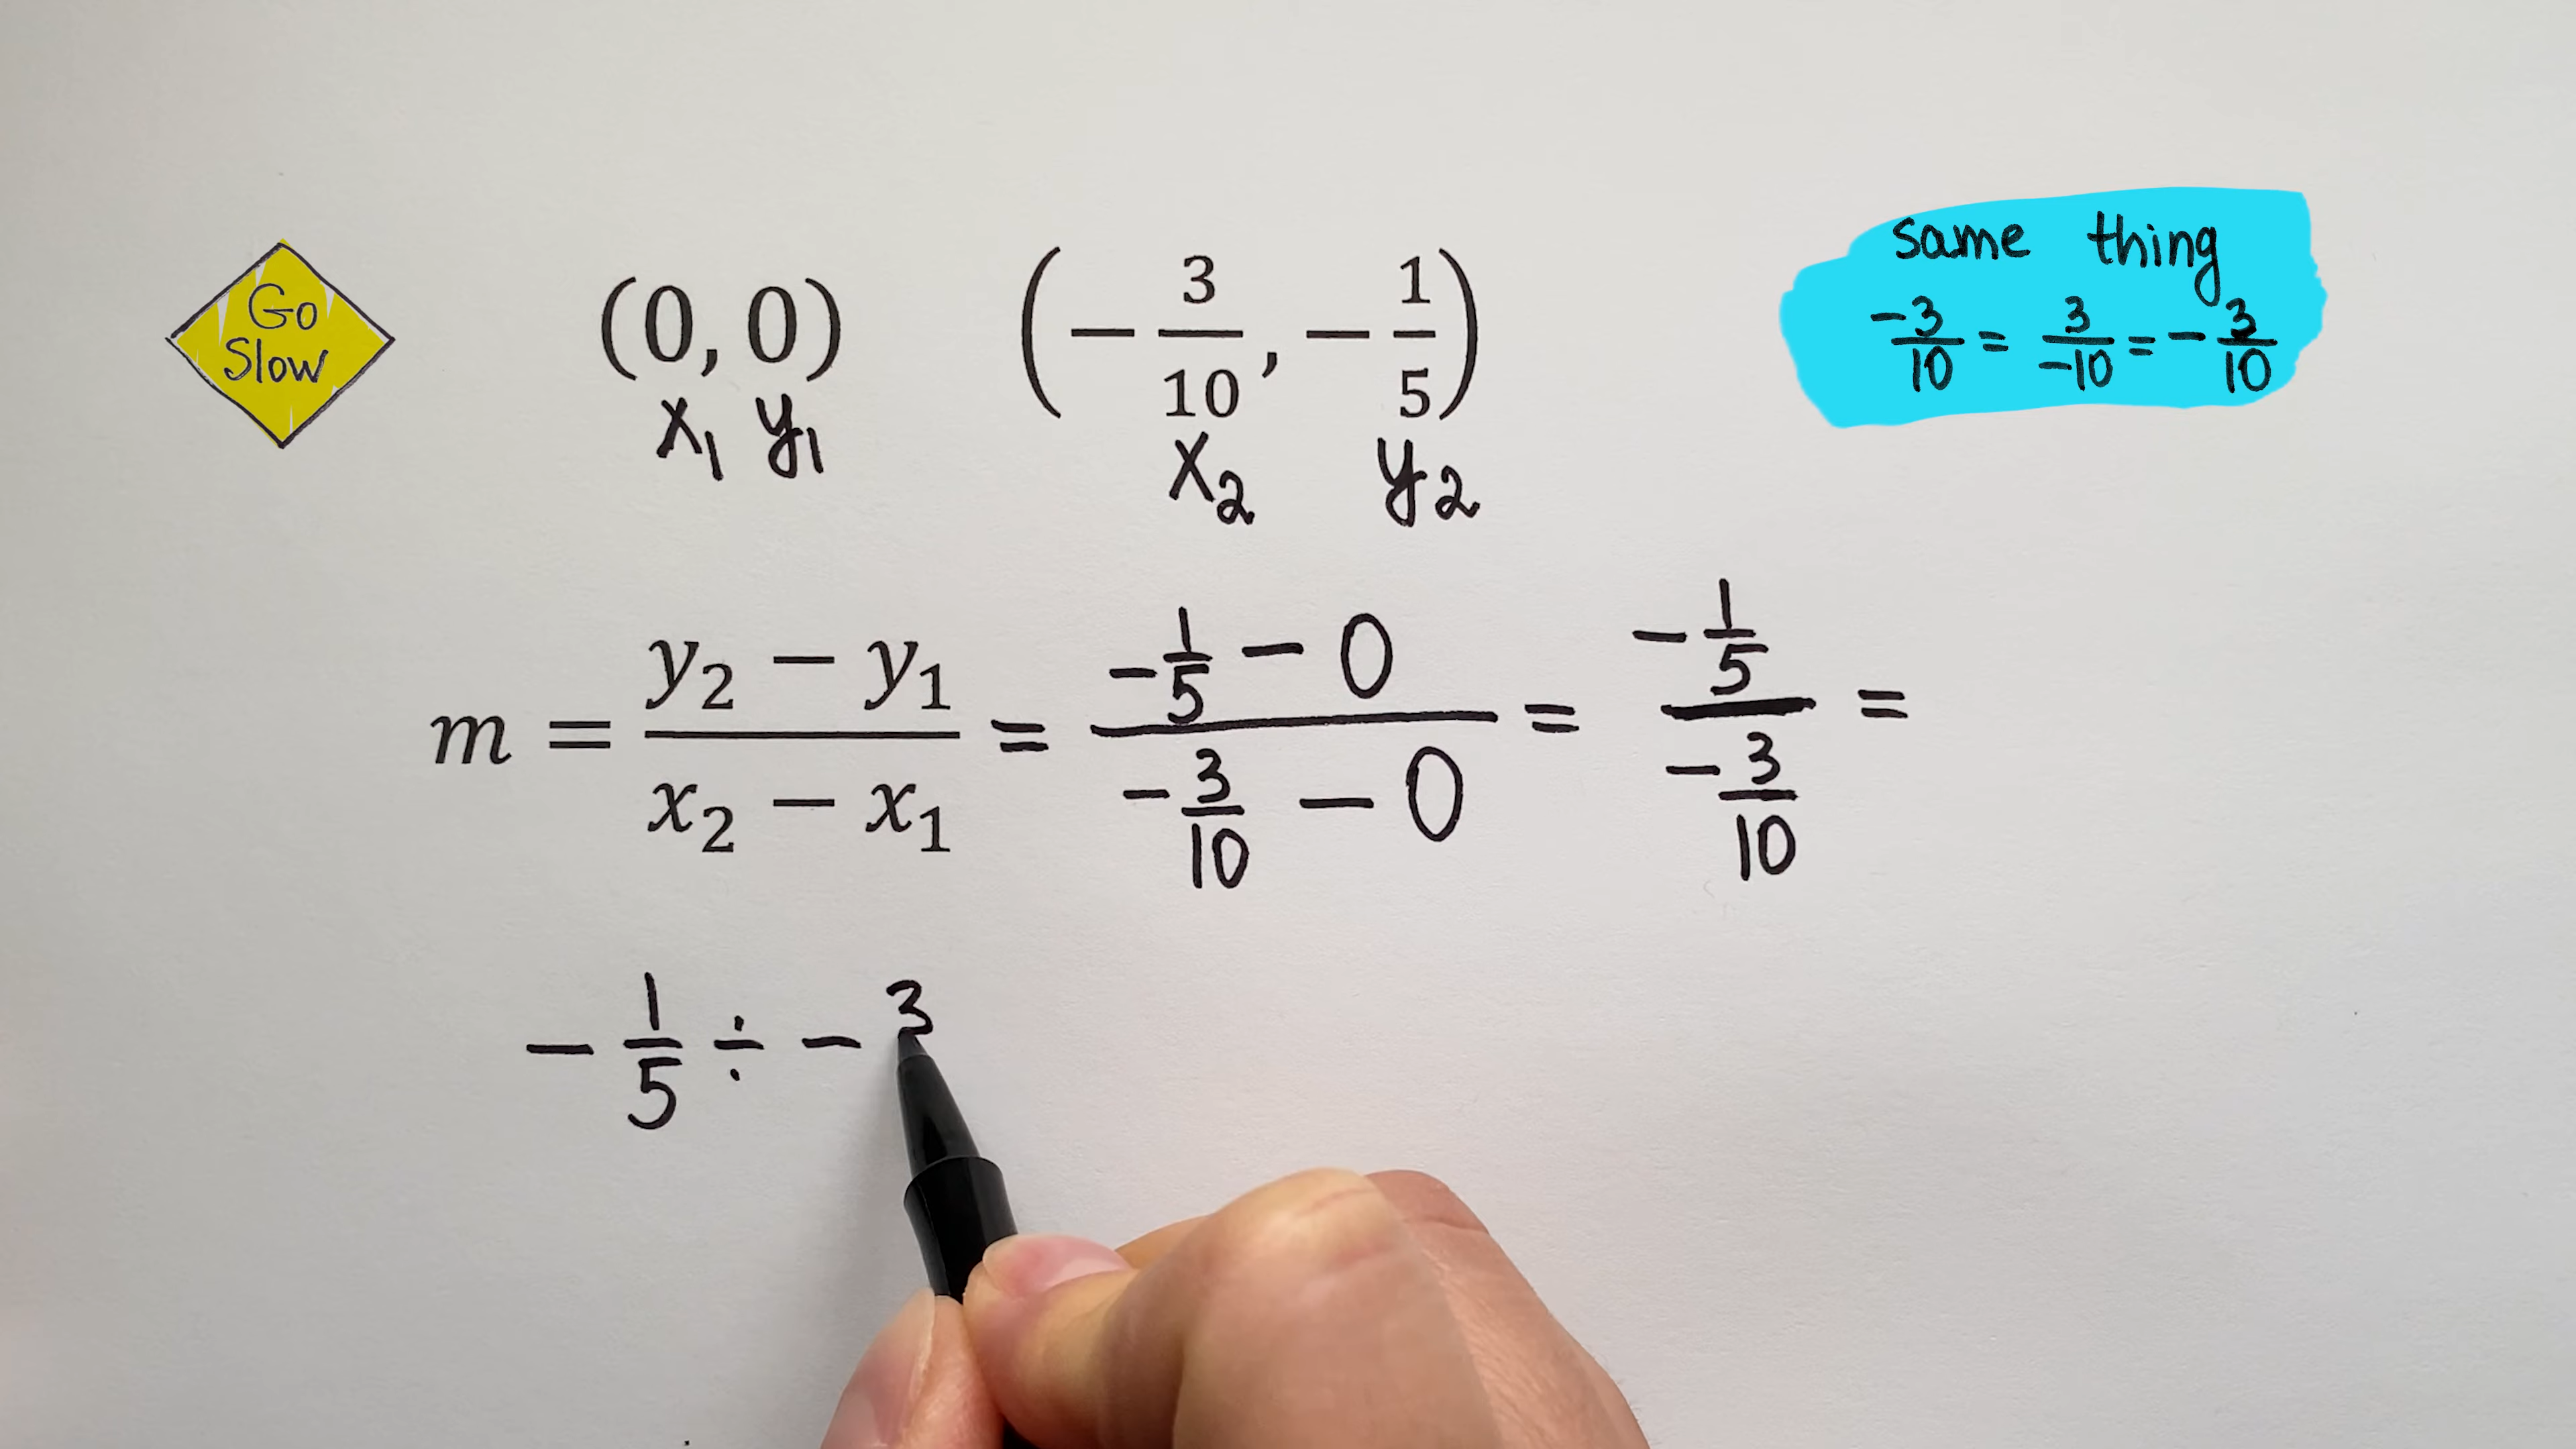 Go
Slow
(0, 0)
x₁ y₁
(−3/10, −1/5)
x₂ y₂
same thing
-3/10 = 3/-10 = -3/10
m = (y₂ − y₁)/(x₂ − x₁) = (-1/5 - 0)/(-3/10 - 0) = (-1/5)/(-3/10) =
-1/5 ÷ -3